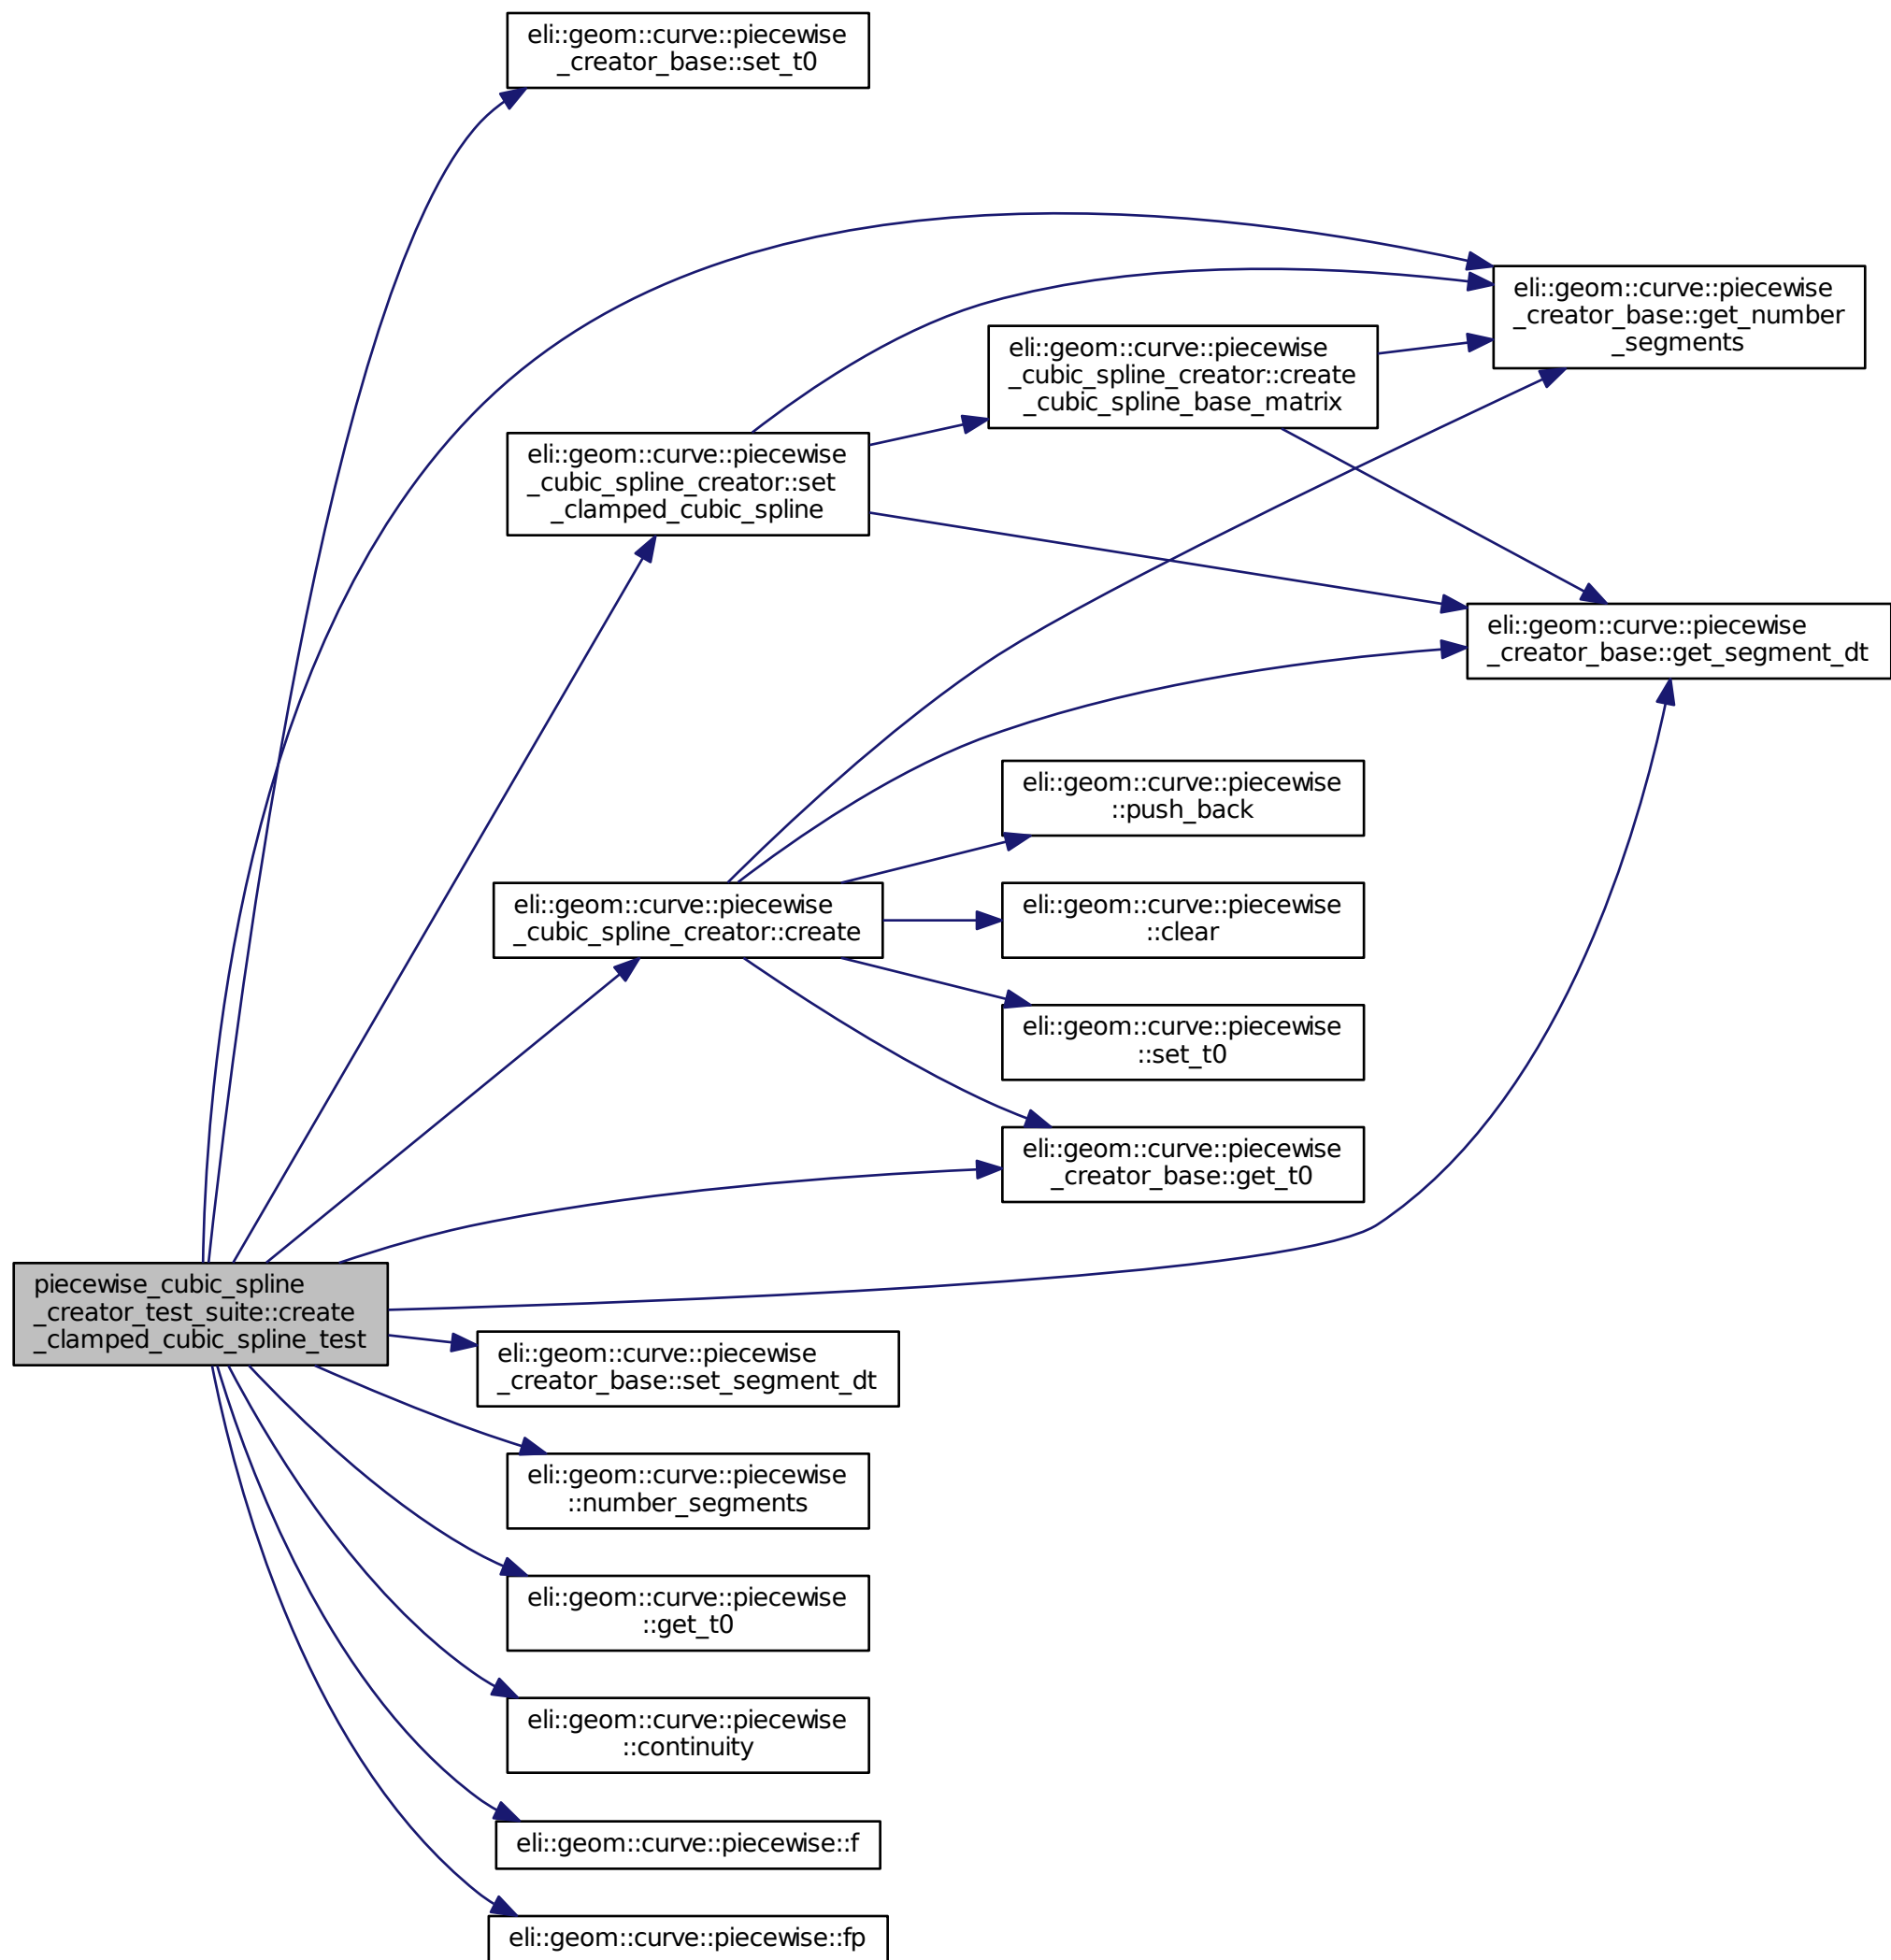 eli::geom::curve::piecewise
_creator_base::set_t0
eli::geom::curve::piecewise
_creator_base::get_number
_segments
eli::geom::curve::piecewise
_cubic_spline_creator::create
_cubic_spline_base_matrix
eli::geom::curve::piecewise
_cubic_spline_creator::set
_clamped_cubic_spline
eli::geom::curve::piecewise
_creator_base::get_segment_dt
eli::geom::curve::piecewise
::push_back
eli::geom::curve::piecewise
_cubic_spline_creator::create
eli::geom::curve::piecewise
::clear
eli::geom::curve::piecewise
::set_t0
eli::geom::curve::piecewise
_creator_base::get_t0
piecewise_cubic_spline
_creator_test_suite::create
_clamped_cubic_spline_test
eli::geom::curve::piecewise
_creator_base::set_segment_dt
eli::geom::curve::piecewise
::number_segments
eli::geom::curve::piecewise
::get_t0
eli::geom::curve::piecewise
::continuity
eli::geom::curve::piecewise::f
eli::geom::curve::piecewise::fp